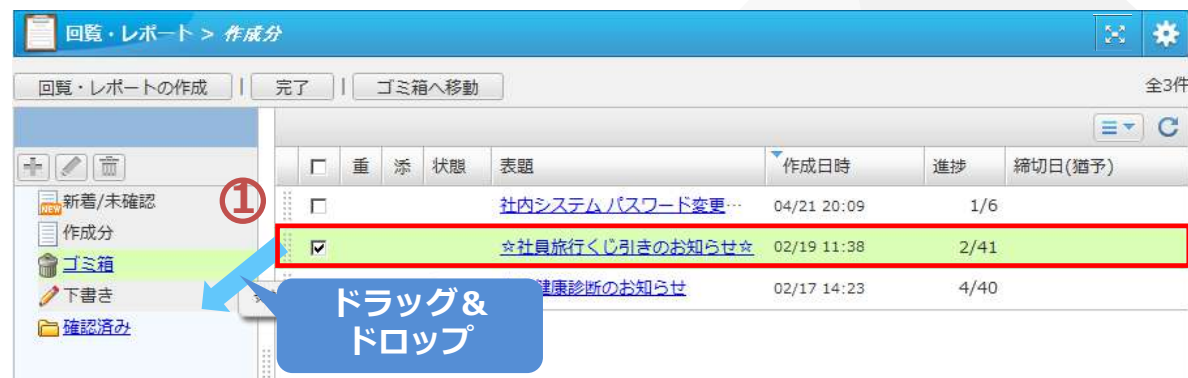 回覧・レポート > 作成分
回覧・レポートの作成 | 完了 | ゴミ箱へ移動
全3件
重 添 状態 表題 作成日時 進捗 締切日(猶予)
新着/未確認
NEW
作成分
ゴミ箱
下書き
確認済み
①
社内システム パスワード変更… 04/21 20:09 1/6
☆社員旅行くじ引きのお知らせ☆ 02/19 11:38 2/41
健康診断のお知らせ 02/17 14:23 4/40
ドラッグ&
ドロップ